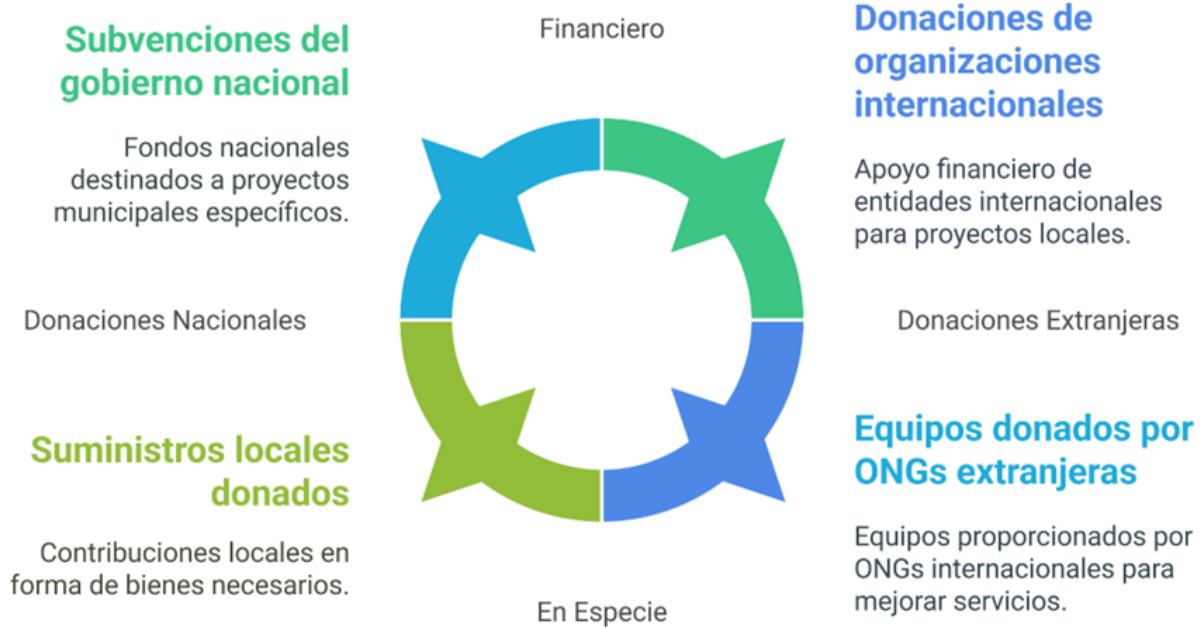 Financiero
Subvenciones del
gobierno nacional
Fondos nacionales
destinados a proyectos
municipales específicos.
Donaciones de
organizaciones
internacionales
Apoyo financiero de
entidades internacionales
para proyectos locales.
Donaciones Nacionales
Donaciones Extranjeras
Suministros locales
donados
Contribuciones locales en
forma de bienes necesarios.
Equipos donados por
ONGs extranjeras
Equipos proporcionados por
ONGs internacionales para
mejorar servicios.
En Especie